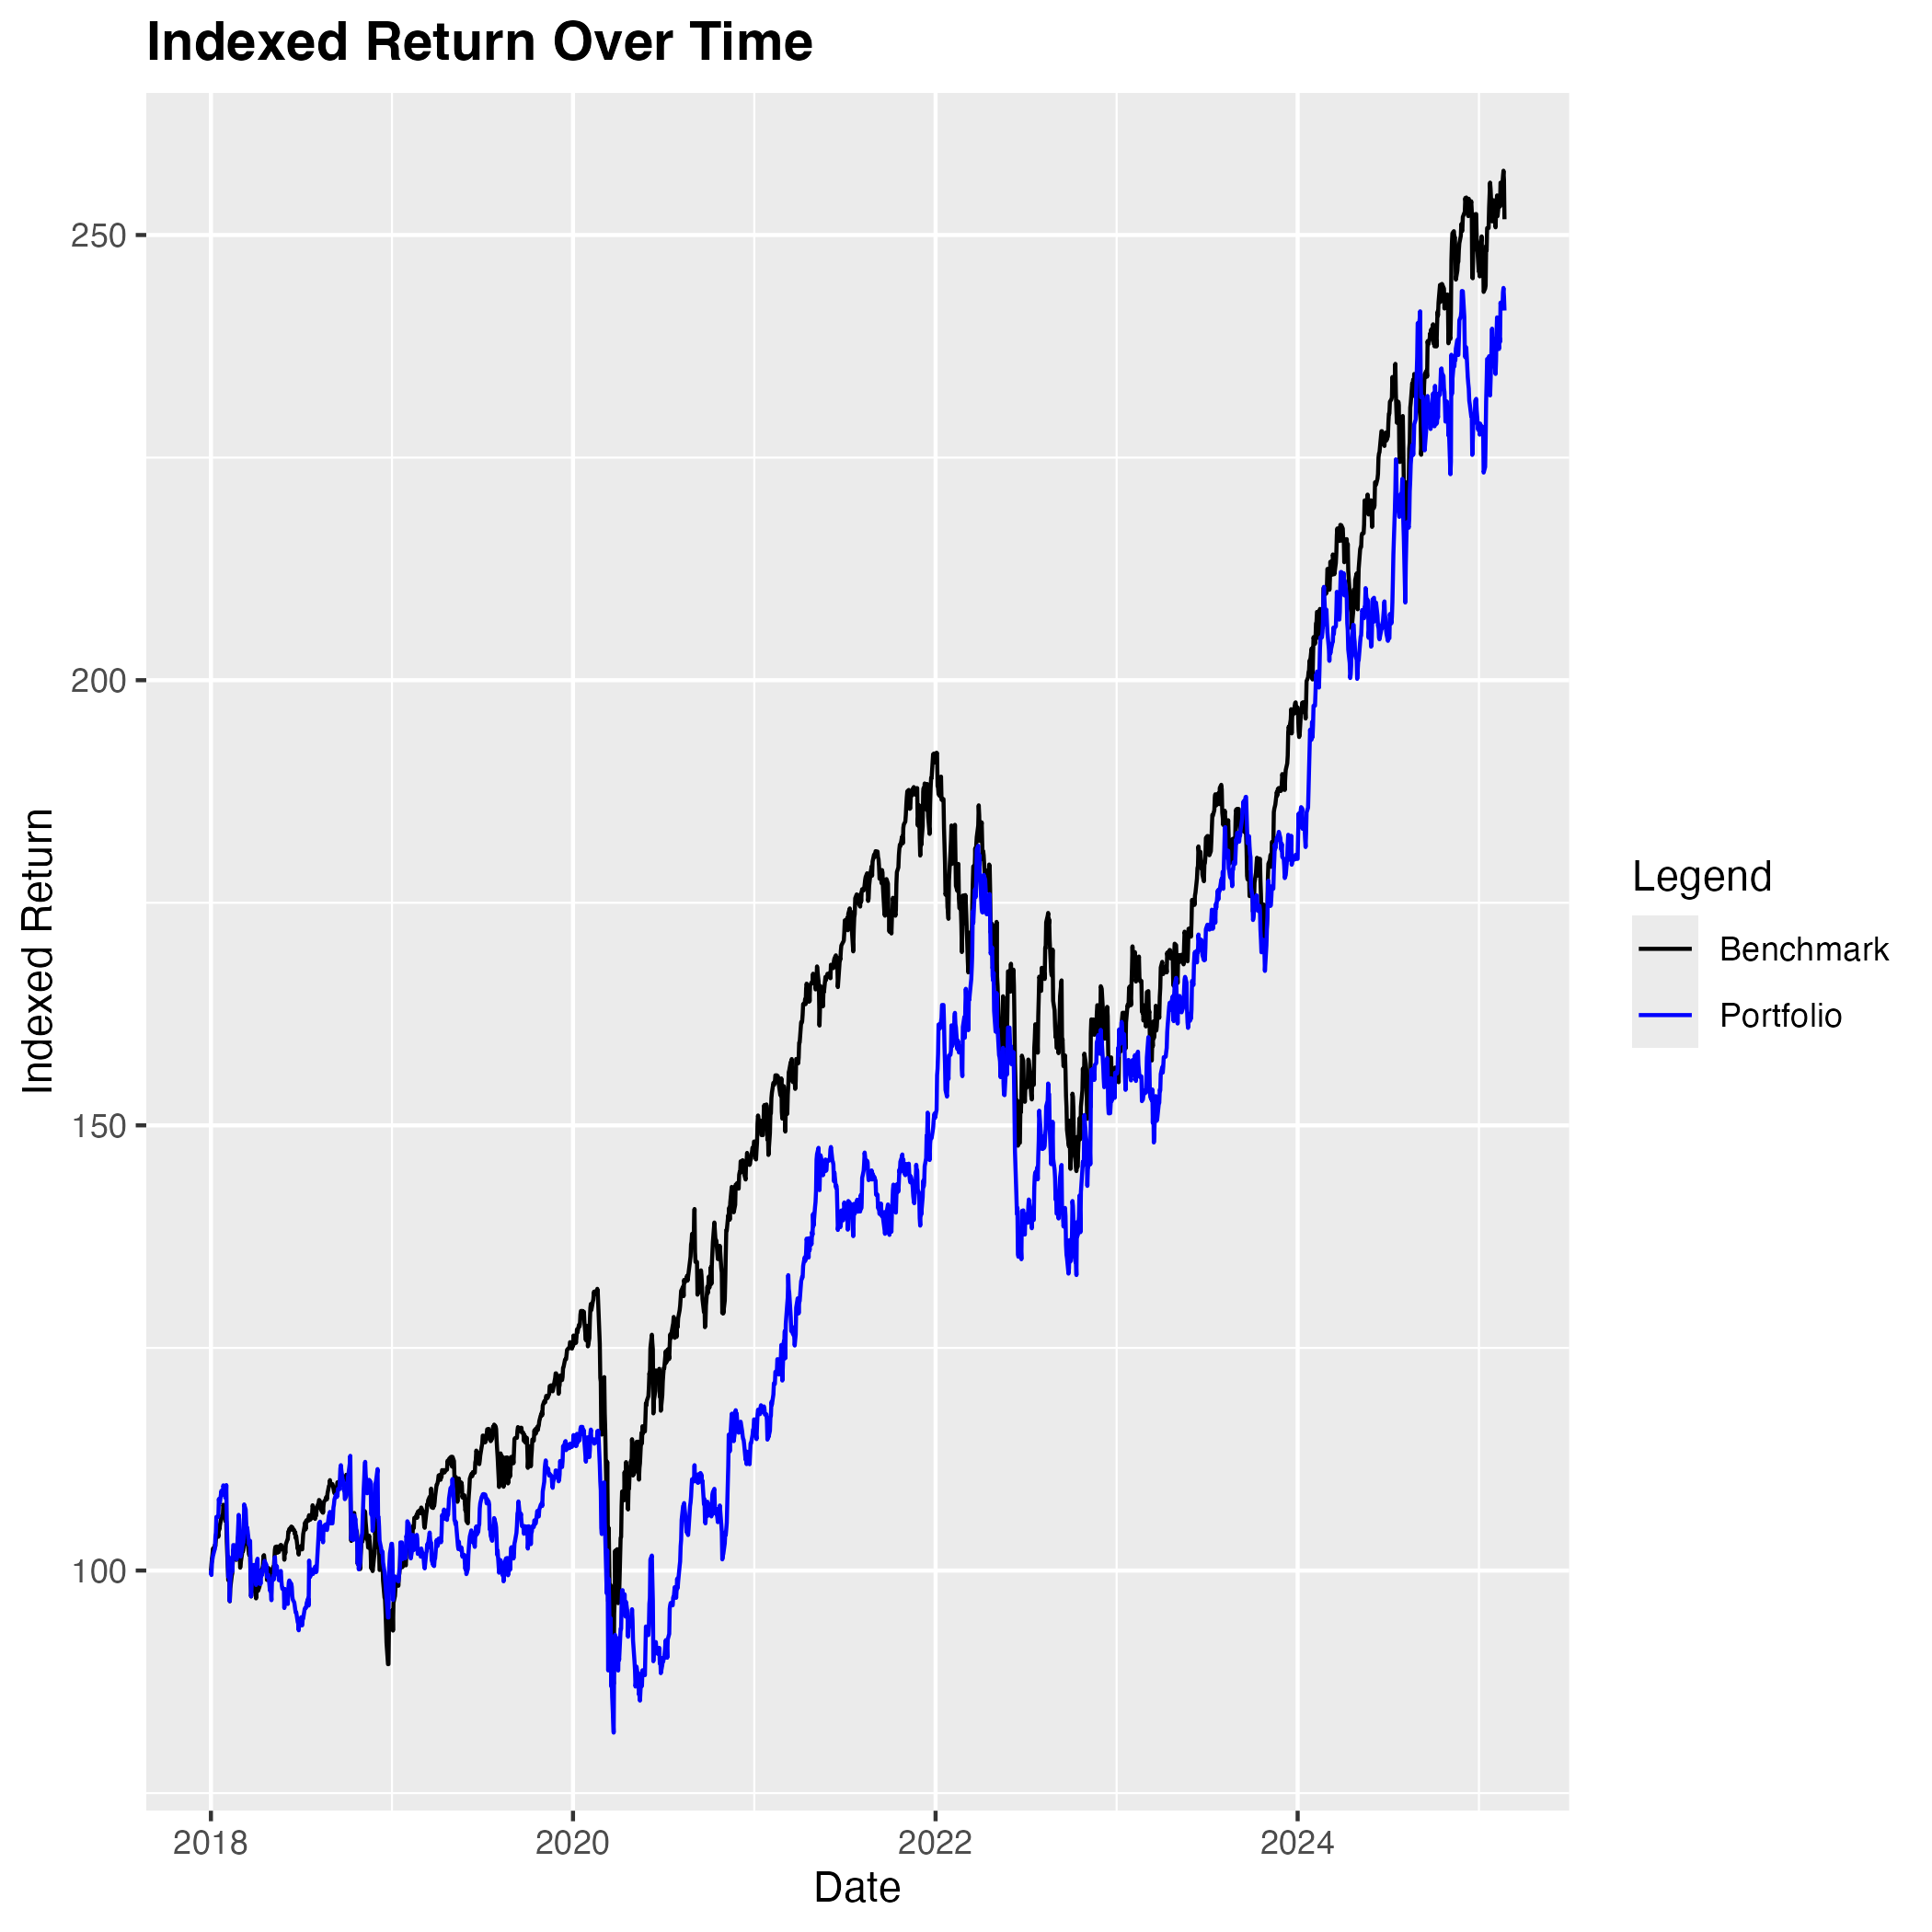 Indexed Return Over Time
Indexed Return
250
200
150
100
2018
2020
2022
2024
Date
Legend
Benchmark
Portfolio